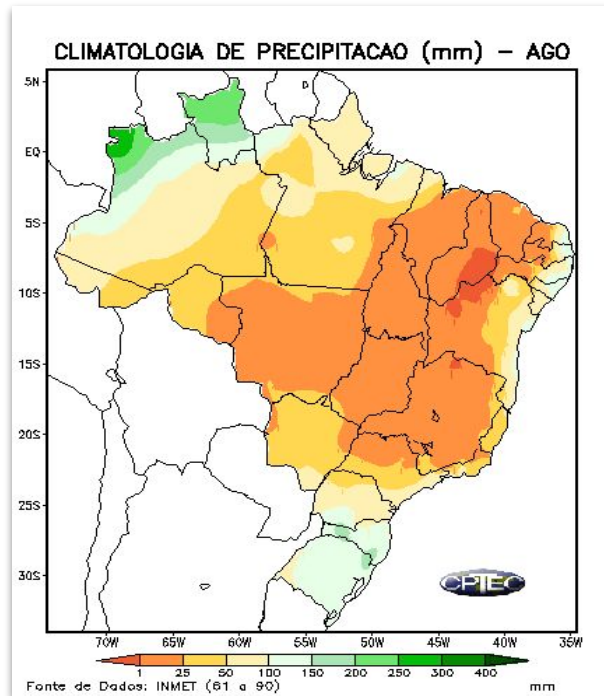 CLIMATOLOGIA DE PRECIPITACAO (mm) – AGO
5N
EQ
5S
10S
15S
20S
25S
30S
CPTEC
70W 65W 60W 55W 50W 45W 40W 35W
1 25 50 100 150 200 250 300 400
Fonte de Dados: INMET (61 a 90) mm